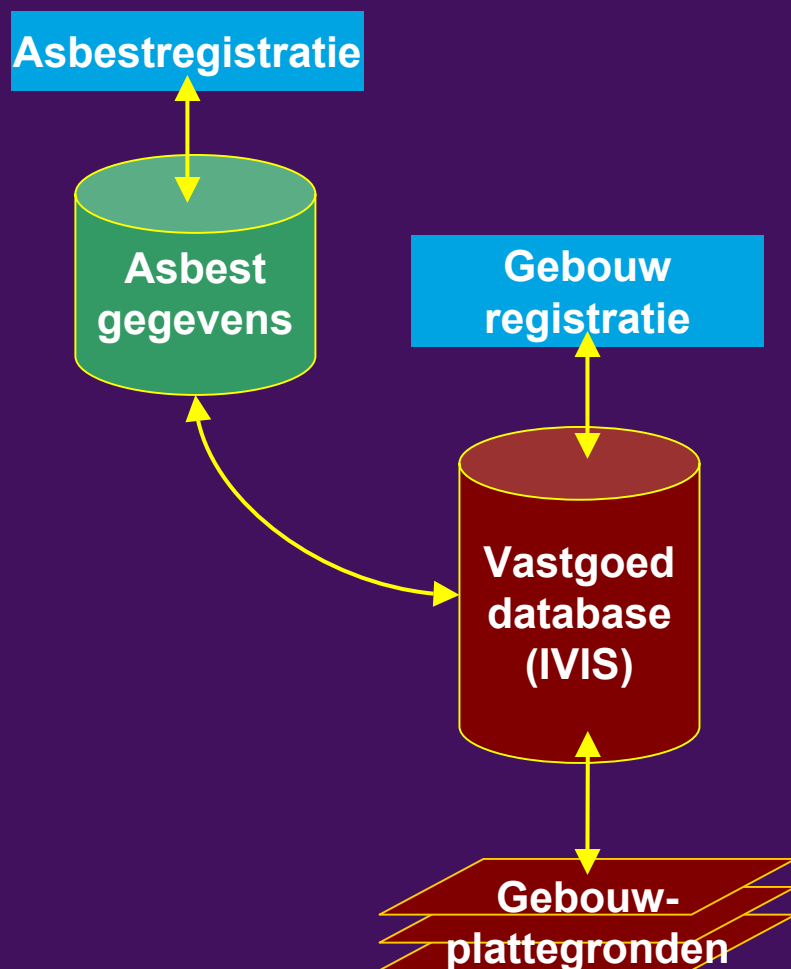 Asbestregistratie
Asbest
gegevens
Gebouw
registratie
Vastgoed
database
(IVIS)
Gebouw-
plattegronden